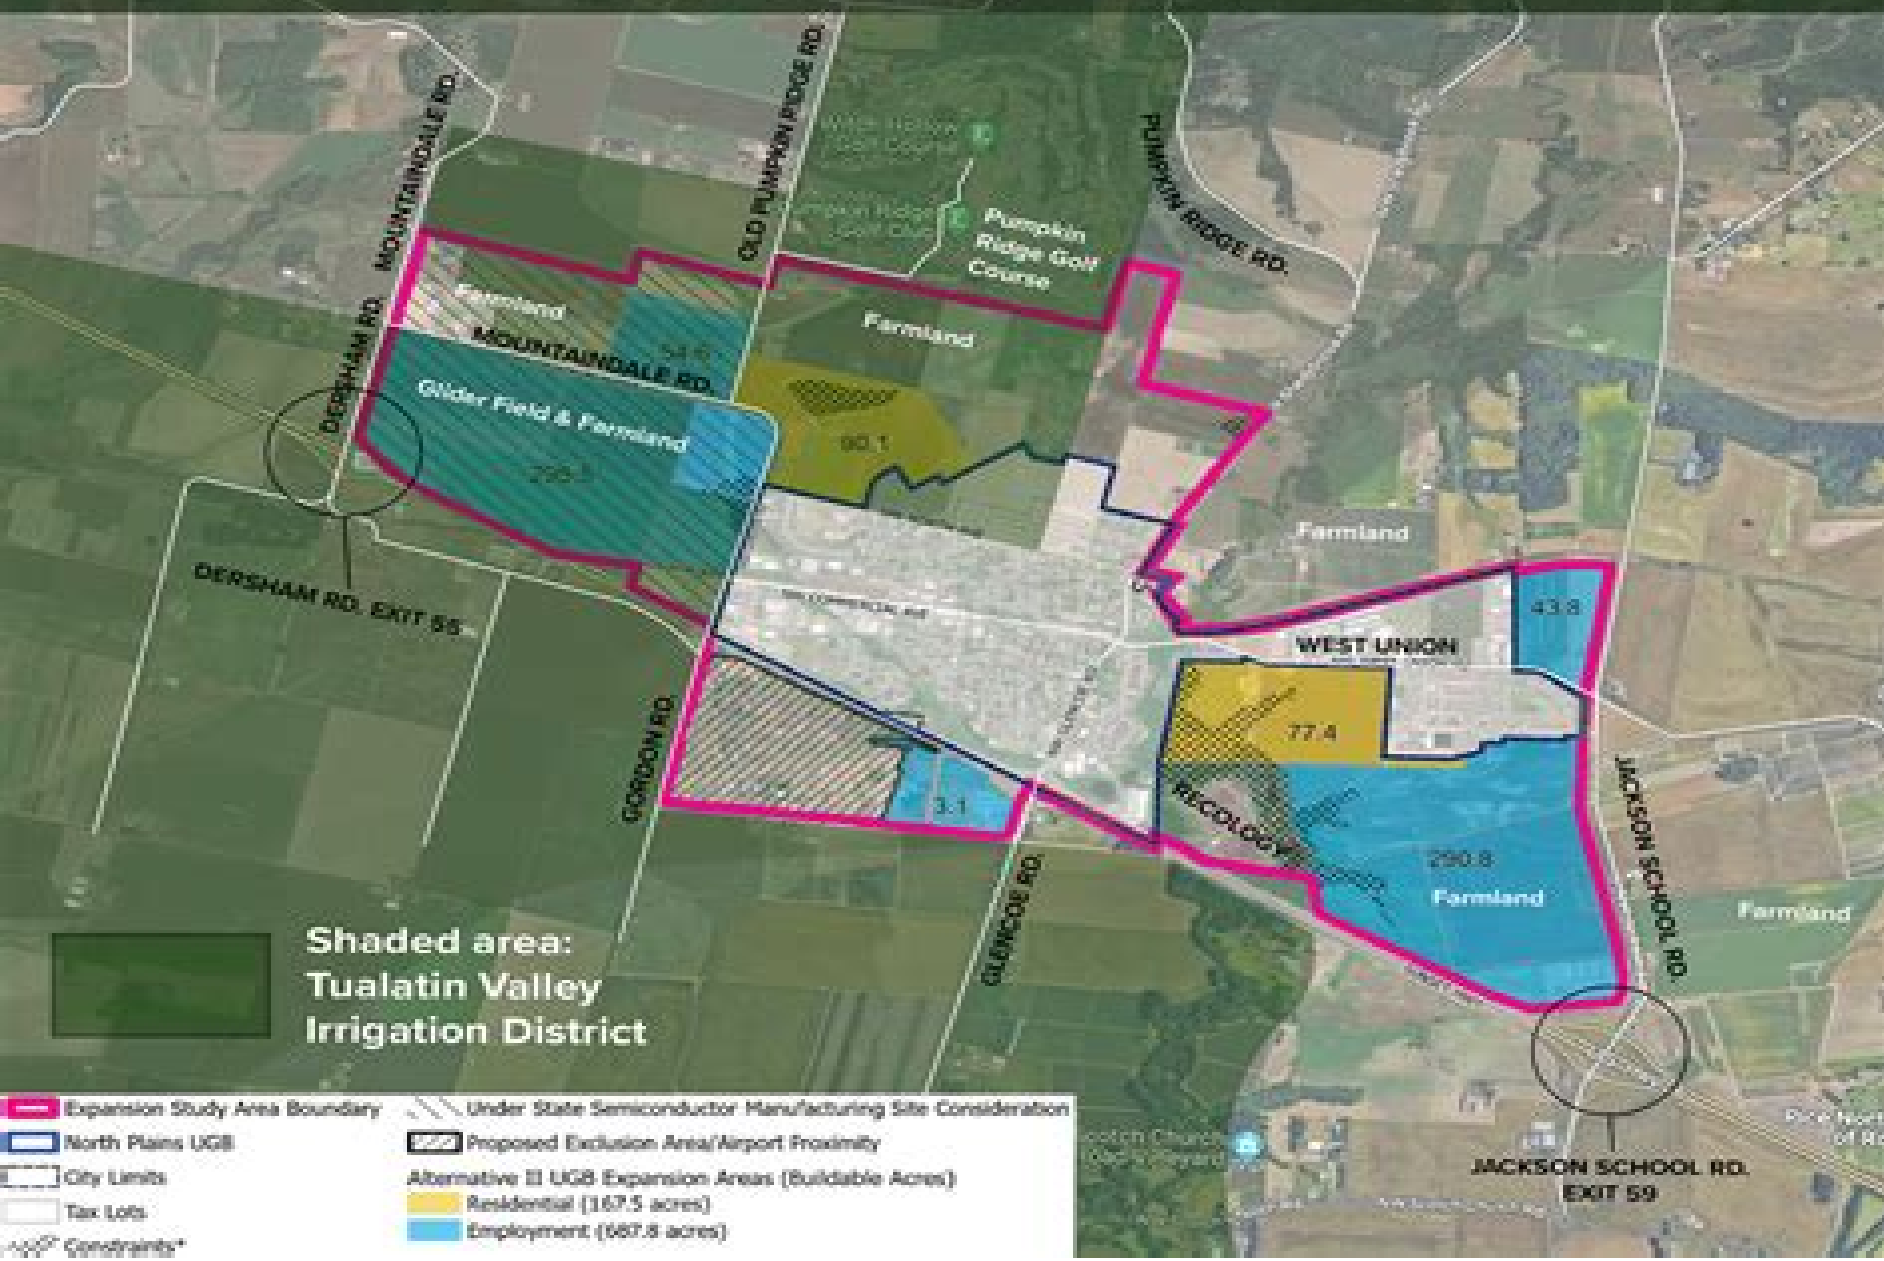 MOUNTAINDALE RD.
OLD PUMPKIN RIDGE RD.
PUMPKIN RIDGE RD.
Pumpkin
Ridge Golf
Course
Farmland
Farmland
54.6
MOUNTAINDALE RD.
DERSHAM RD.
Glider Field & Farmland
90.1
Farmland
DERSHAM RD. EXIT 55
43.8
WEST UNION
77.4
GORDON RD.
3.1
RECOLOGY
290.8
Farmland
JACKSON SCHOOL RD.
Farmland
GLENCOE RD.
Shaded area:
Tualatin Valley
Irrigation District
Expansion Study Area Boundary
North Plains UGB
City Limits
Tax Lots
Constraints*
Under State Semiconductor Manufacturing Site Consideration
Proposed Exclusion Area/Airport Proximity
Alternative II UGB Expansion Areas (Buildable Acres)
Residential (167.5 acres)
Employment (687.8 acres)
JACKSON SCHOOL RD.
EXIT 59